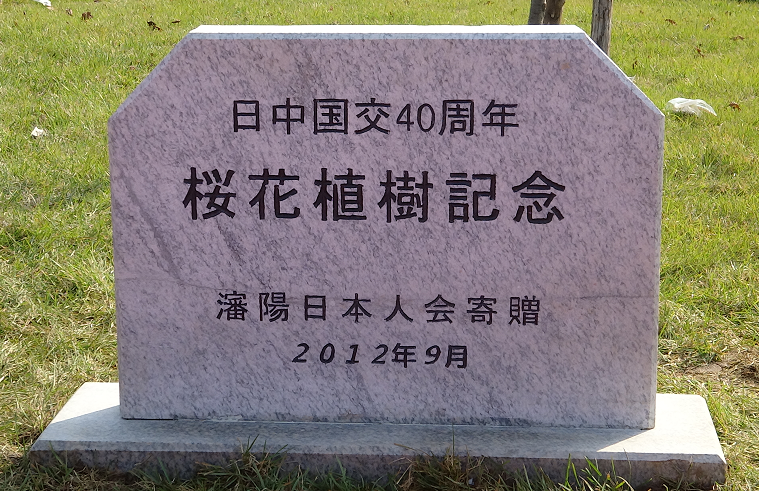 日中国交40周年
桜花植樹記念
瀋陽日本人会寄贈
2012年9月